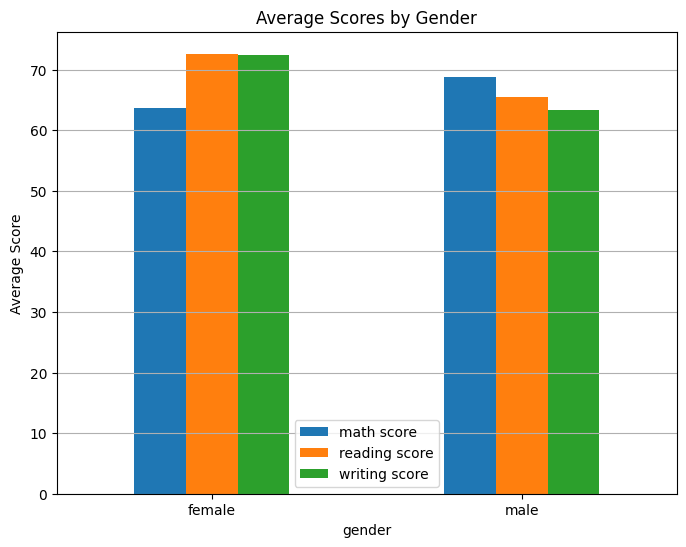 Average Scores by Gender
Average Score
70
60
50
40
30
20
10
0
math score
reading score
writing score
female
male
gender